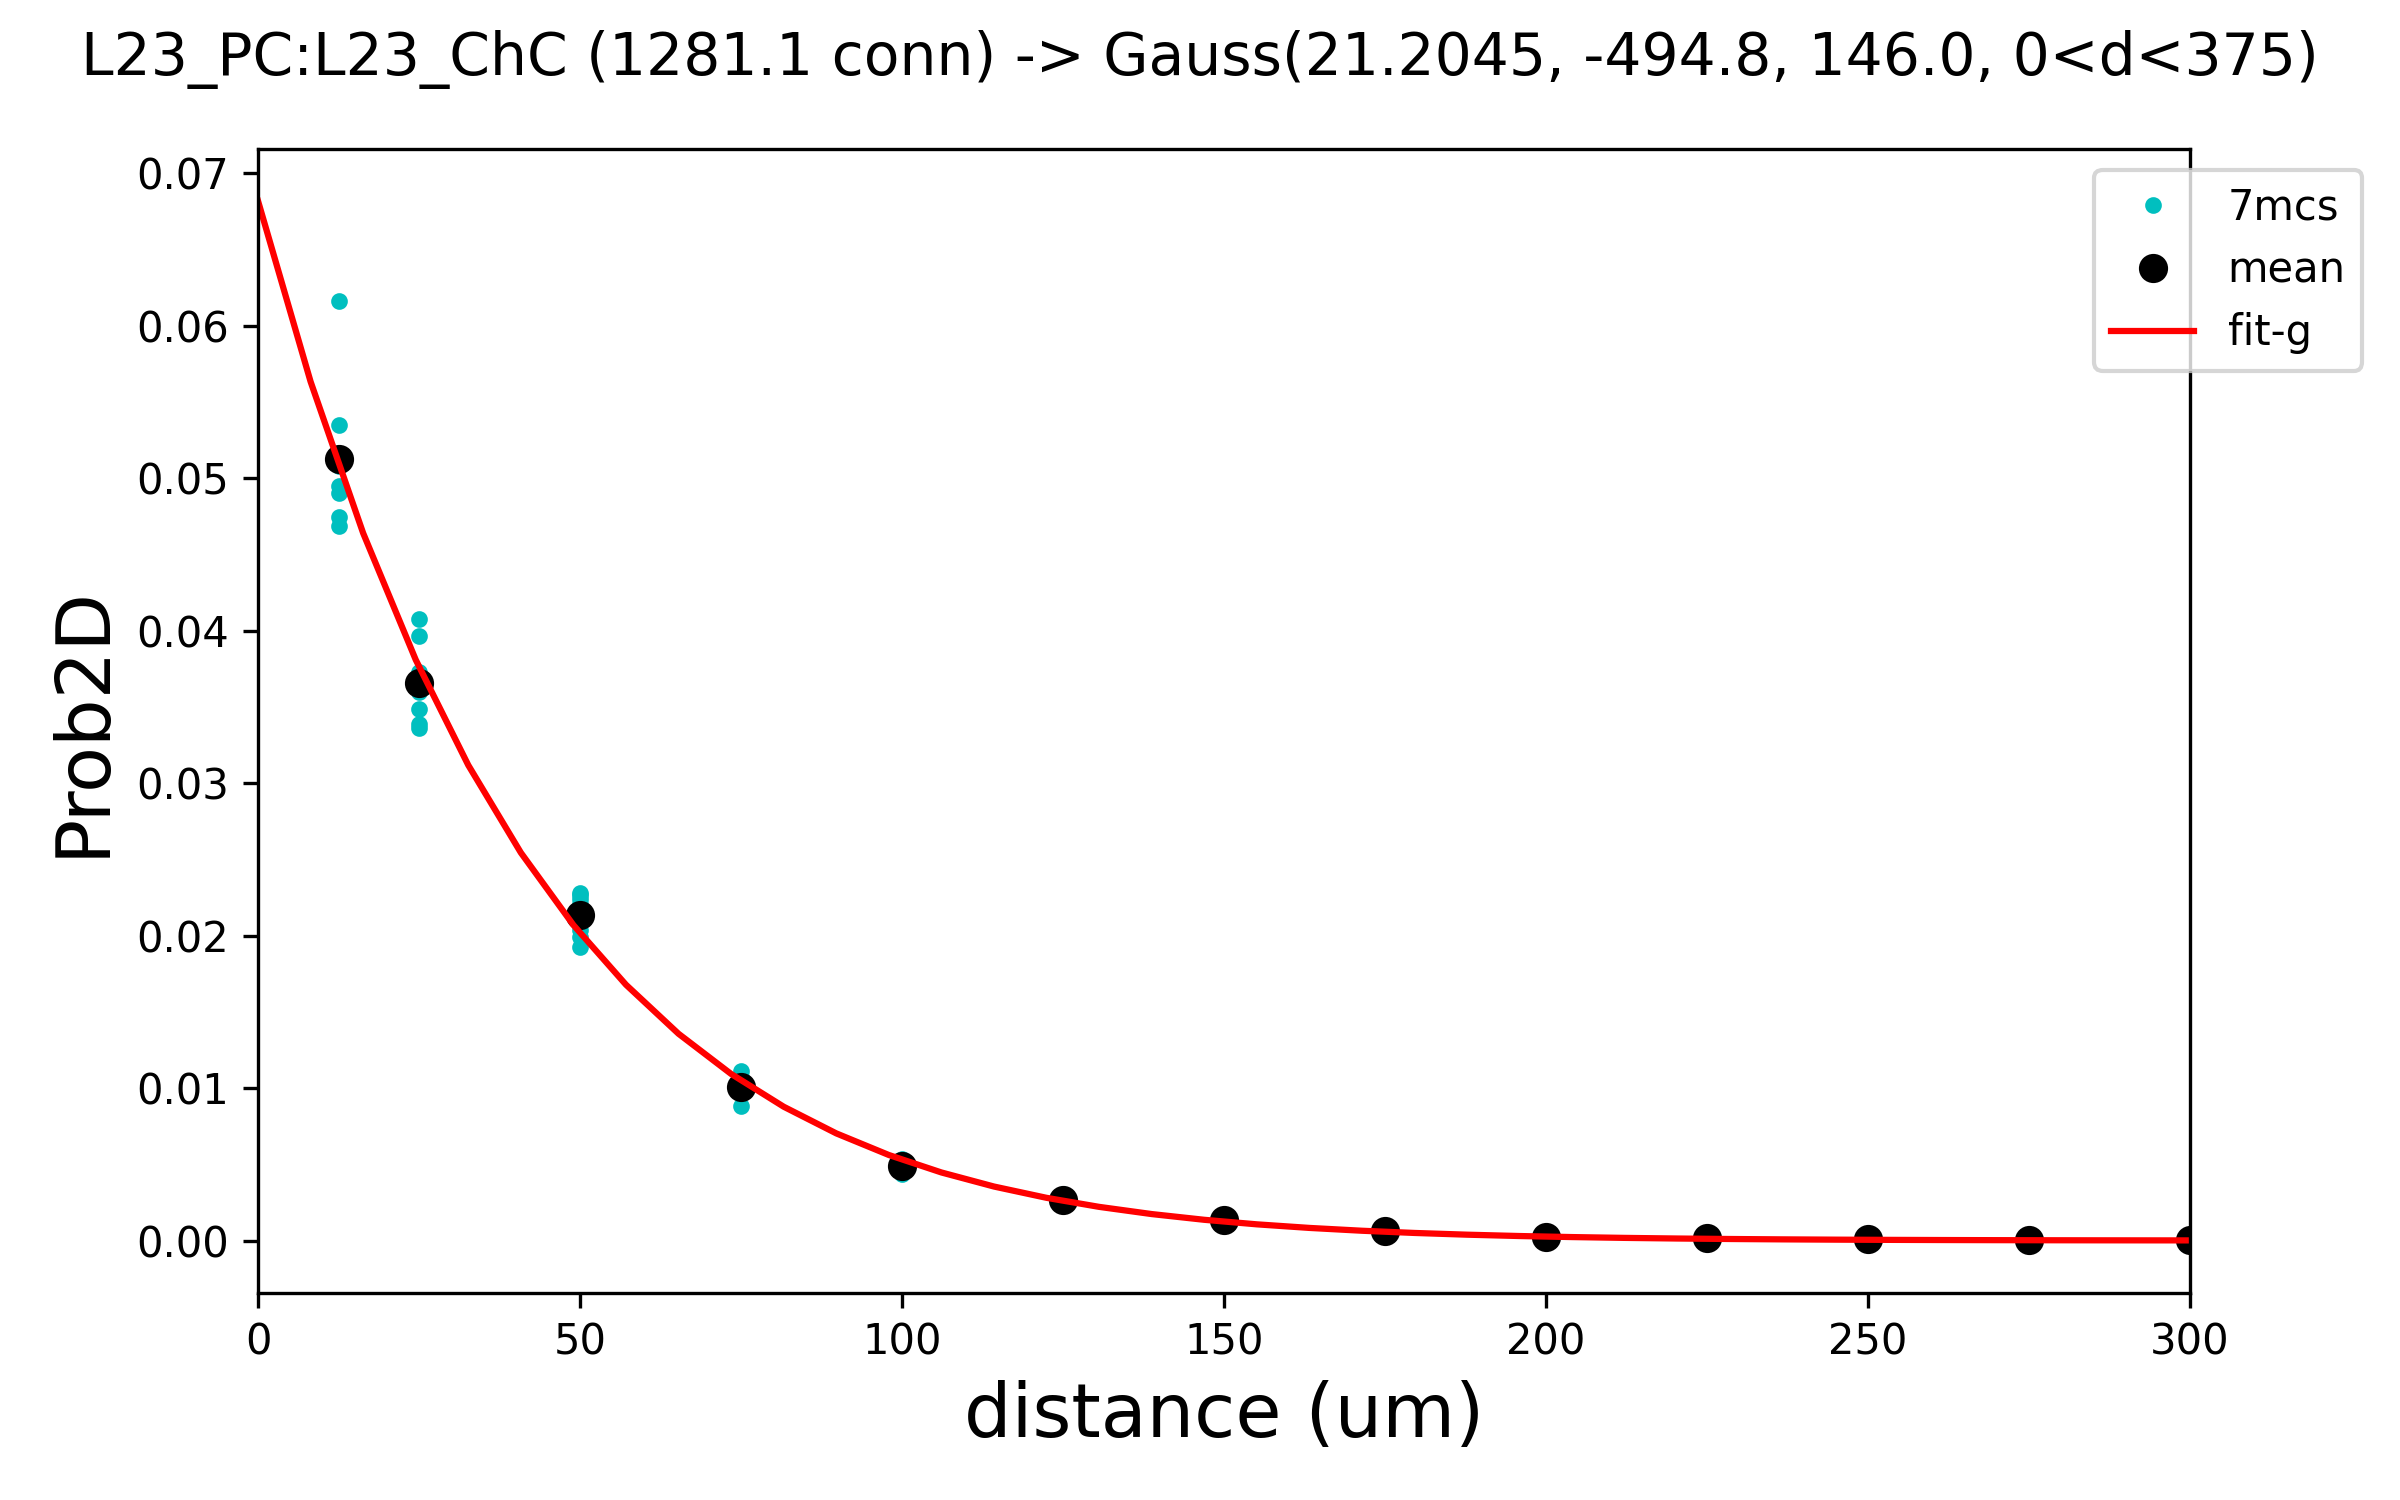 L23_PC:L23_ChC (1281.1 conn) -> Gauss(21.2045, -494.8, 146.0, 0<d<375)
0.07
0.06
0.05
0.04
0.03
0.02
0.01
0.00
Prob2D
0 50 100 150 200 250 300
distance (um)
7mcs
mean
fit-g